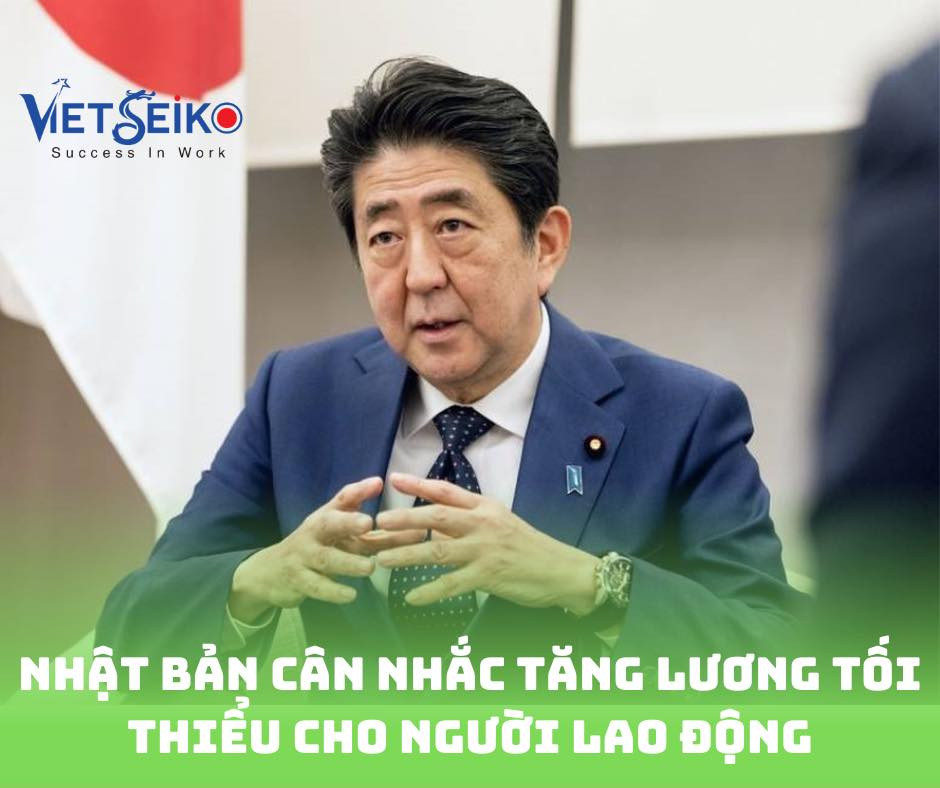 VIETSEIKO
Success In Work
NHẬT BẢN CÂN NHẮC TĂNG LƯƠNG TỐI
THIỂU CHO NGƯỜI LAO ĐỘNG